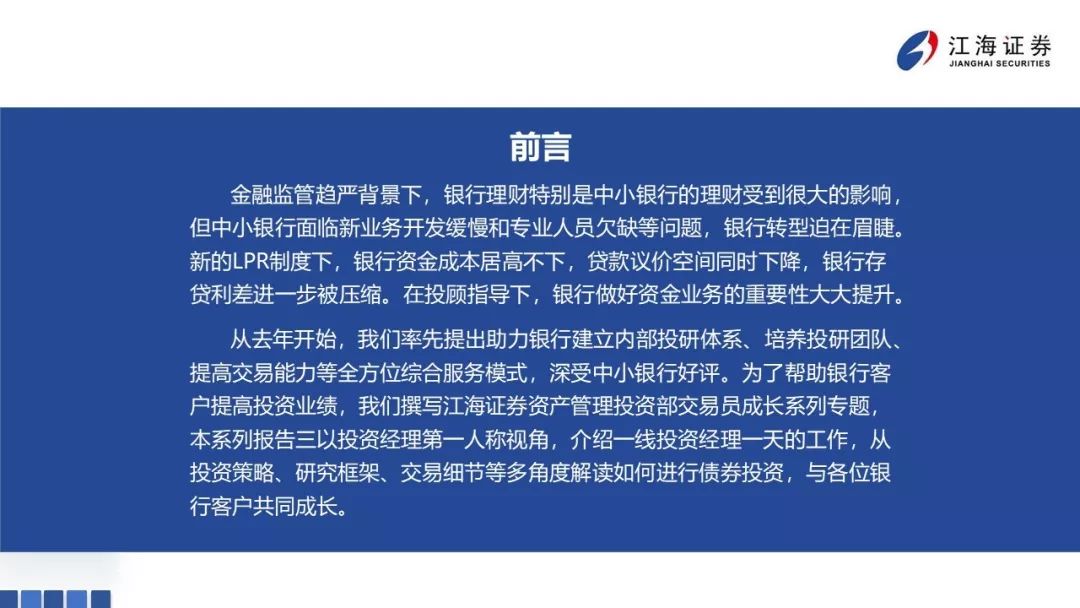 江海证券
JIANGHAI SECURITIES
前言
金融监管趋严背景下，银行理财特别是中小银行的理财受到很大的影响，
但中小银行面临新业务开发缓慢和专业人员欠缺等问题，银行转型迫在眉睫。
新的LPR制度下，银行资金成本居高不下，贷款议价空间同时下降，银行存
贷利差进一步被压缩。在投顾指导下，银行做好资金业务的重要性大大提升。
从去年开始，我们率先提出助力银行建立内部投研体系、培养投研团队、
提高交易能力等全方位综合服务模式，深受中小银行好评。为了帮助银行客
户提高投资业绩，我们撰写江海证券资产管理投资部交易员成长系列专题，
本系列报告三以投资经理第一人称视角，介绍一线投资经理一天的工作，从
投资策略、研究框架、交易细节等多角度解读如何进行债券投资，与各位银
行客户共同成长。